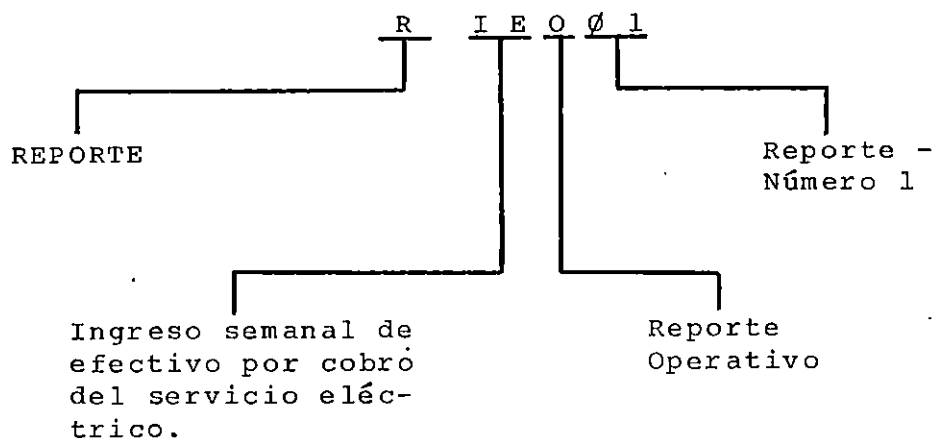 R I E O Ø 1
REPORTE
Reporte -
Número 1
Ingreso semanal de
efectivo por cobro
del servicio eléc-
trico.
Reporte
Operativo